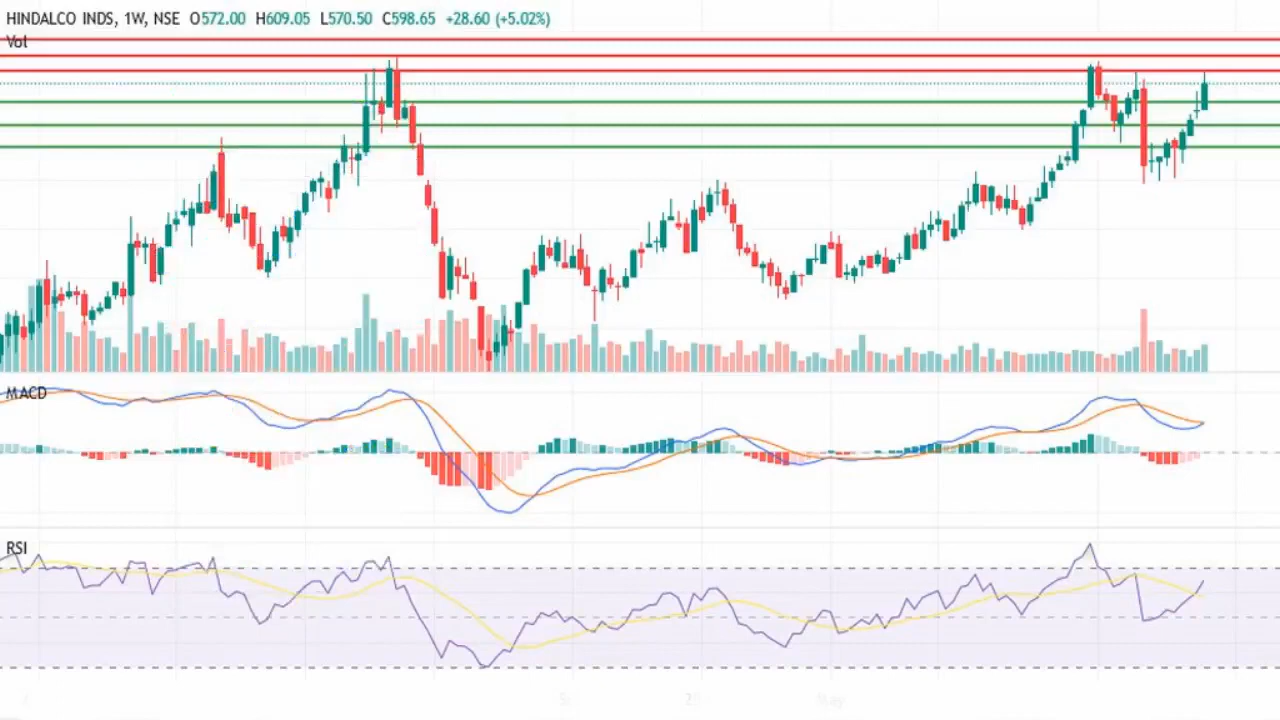 HINDALCO INDS, 1W, NSE O572.00 H609.05 L570.50 C598.65 +28.60 (+5.02%)
Vol
MACD
RSI
May